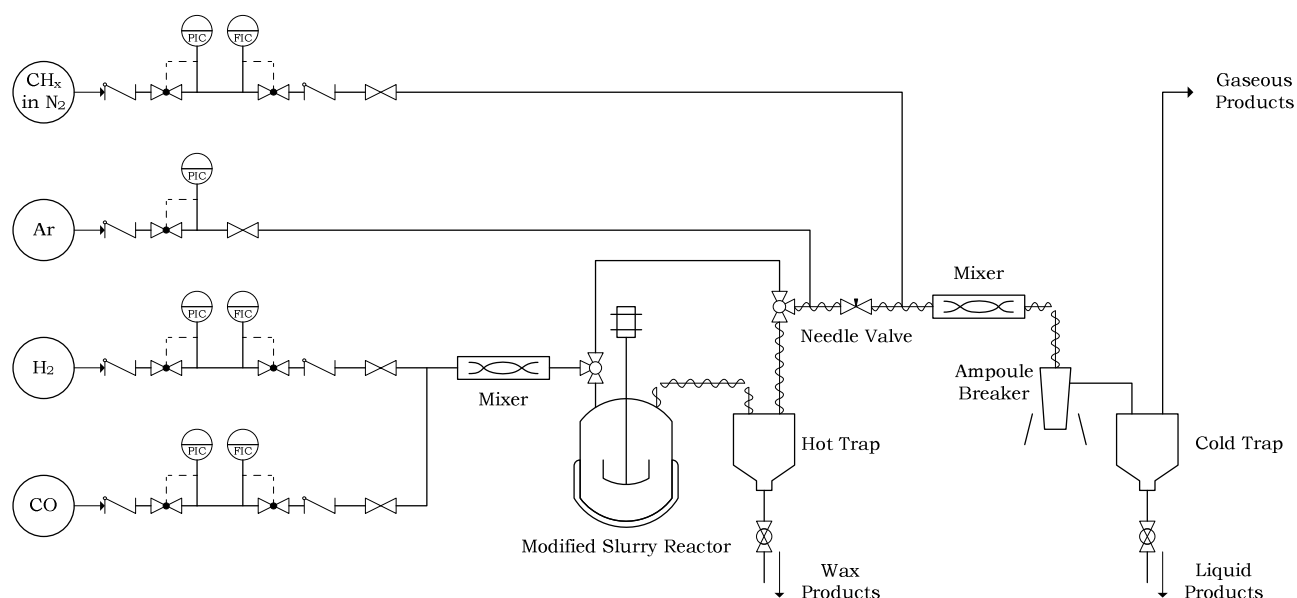 PIC
FIC
CHₓ
in N₂
Gaseous
Products
PIC
Ar
Mixer
PIC
FIC
Needle Valve
H₂
Ampoule
Breaker
Mixer
PIC
FIC
Hot Trap
Cold Trap
CO
Modified Slurry Reactor
Wax
Products
Liquid
Products